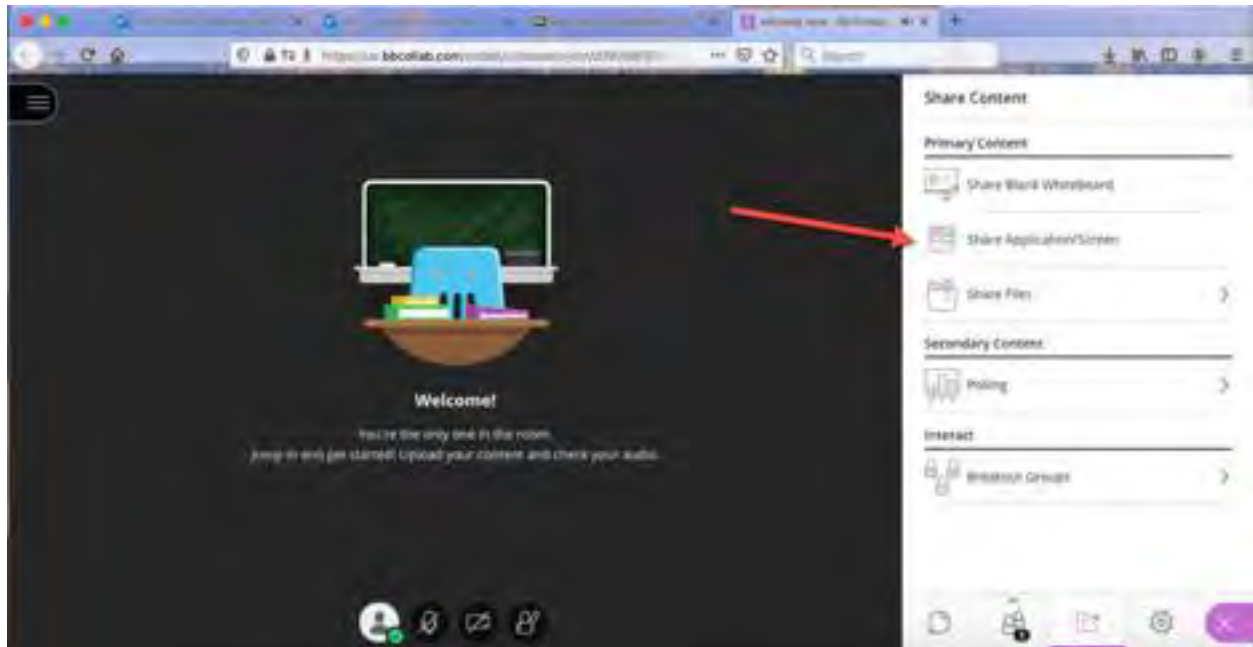 bbcollab.com
Search
Share Content
Primary Content
Share Blank Whiteboard
Share Application/Screen
Share Files
Secondary Content
Polling
Interact
Breakout Groups
Welcome!
You're the only one in the room.
Jump in and get started! Upload your content and check your audio.